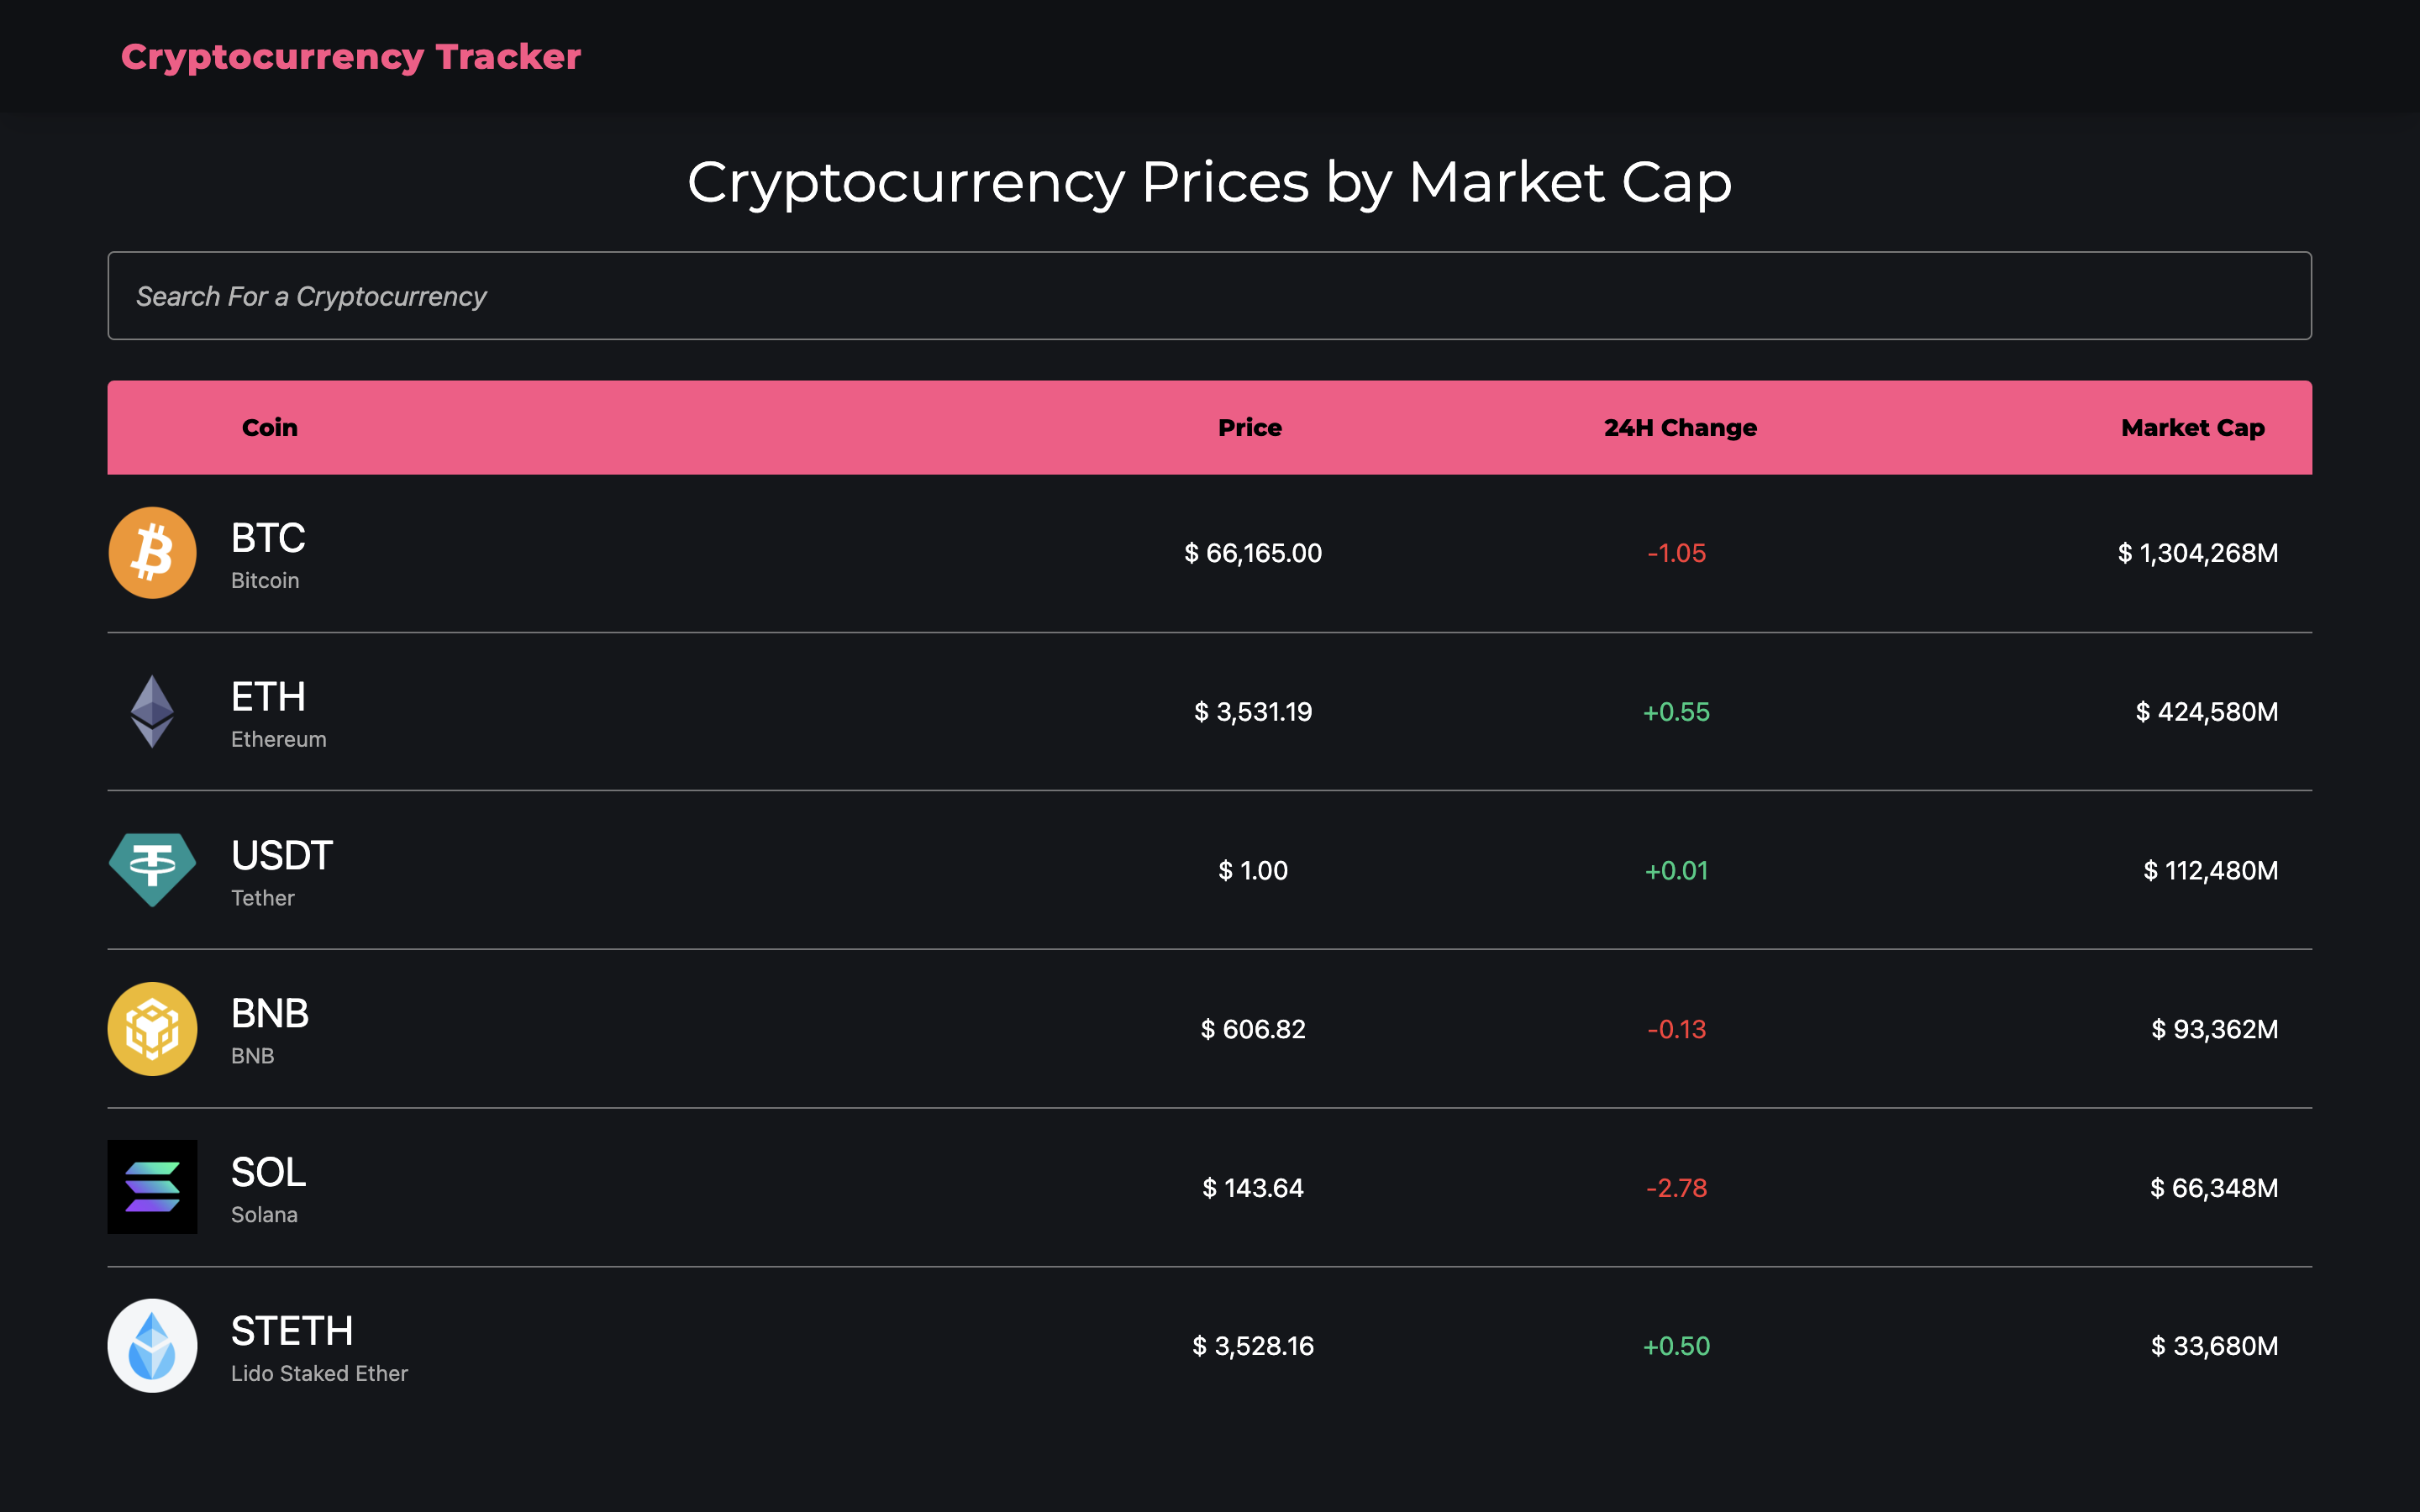 Cryptocurrency Tracker
Cryptocurrency Prices by Market Cap
Search For a Cryptocurrency
Coin Price 24H Change Market Cap
BTC
Bitcoin
$ 66,165.00 -1.05 $ 1,304,268M
ETH
Ethereum
$ 3,531.19 +0.55 $ 424,580M
USDT
Tether
$ 1.00 +0.01 $ 112,480M
BNB
BNB
$ 606.82 -0.13 $ 93,362M
SOL
Solana
$ 143.64 -2.78 $ 66,348M
STETH
Lido Staked Ether
$ 3,528.16 +0.50 $ 33,680M